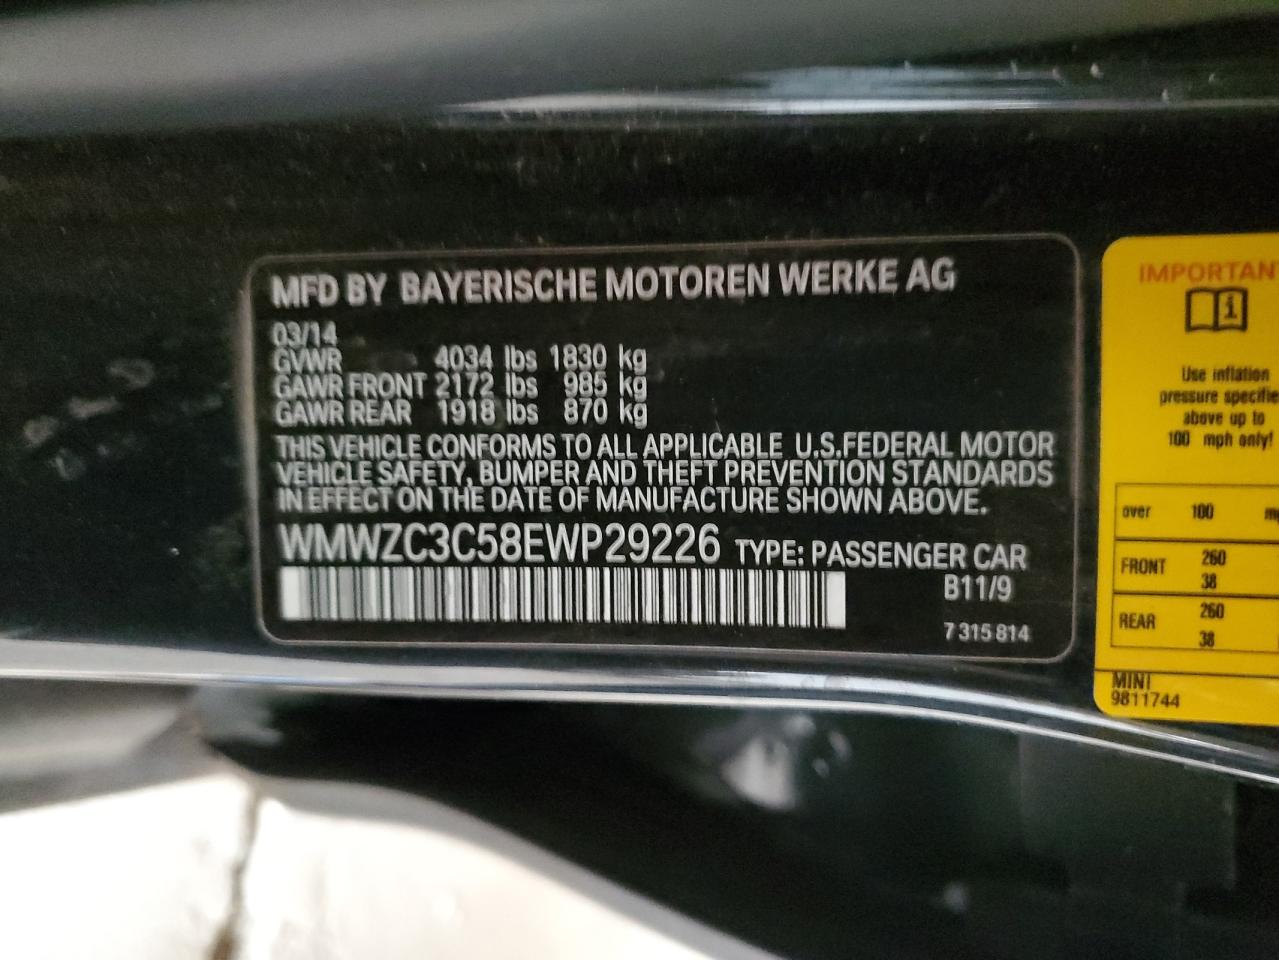 MFD BY BAYERISCHE MOTOREN WERKE AG
03/14
GVWR 4034 lbs 1830 kg
GAWR FRONT 2172 lbs 985 kg
GAWR REAR 1918 lbs 870 kg
THIS VEHICLE CONFORMS TO ALL APPLICABLE U.S.FEDERAL MOTOR
VEHICLE SAFETY, BUMPER AND THEFT PREVENTION STANDARDS
IN EFFECT ON THE DATE OF MANUFACTURE SHOWN ABOVE.
WMWZC3C58EWP29226 TYPE: PASSENGER CAR
B11/9
7 315 814
IMPORTANT
Use inflation
pressure specifie
above up to
100 mph only!
over 100 m
FRONT 260
38
REAR 260
38
MINI
9811744